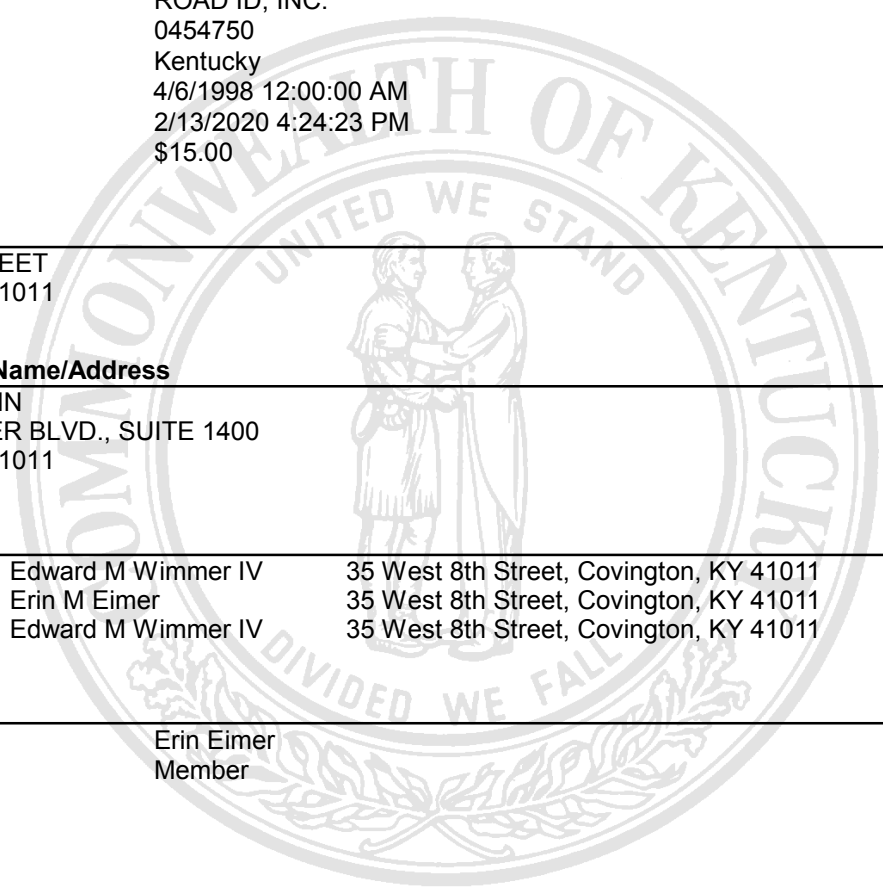 ROAD ID, INC.
0454750
Kentucky
4/6/1998 12:00:00 AM
2/13/2020 4:24:23 PM
$15.00
EET
1011
Name/Address
IN
ER BLVD., SUITE 1400
1011
Edward M Wimmer IV 35 West 8th Street, Covington, KY 41011
Erin M Eimer 35 West 8th Street, Covington, KY 41011
Edward M Wimmer IV 35 West 8th Street, Covington, KY 41011
Erin Eimer
Member
COMMONWEALTH OF KENTUCKY
UNITED WE STAND
DIVIDED WE FALL